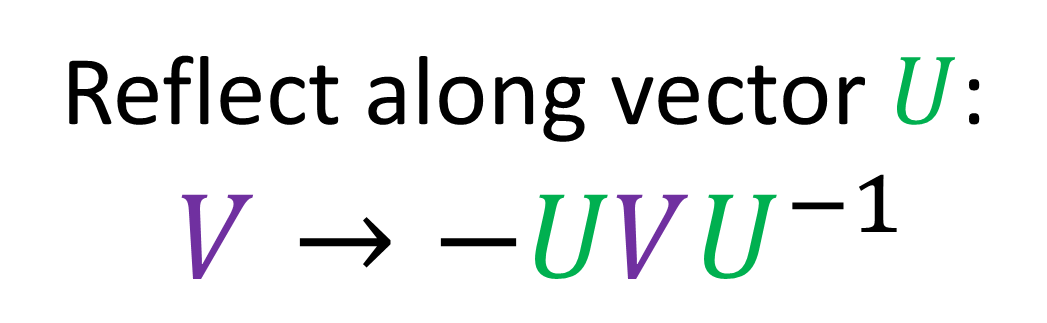 Reflect along vector U:
V → −UVU⁻¹